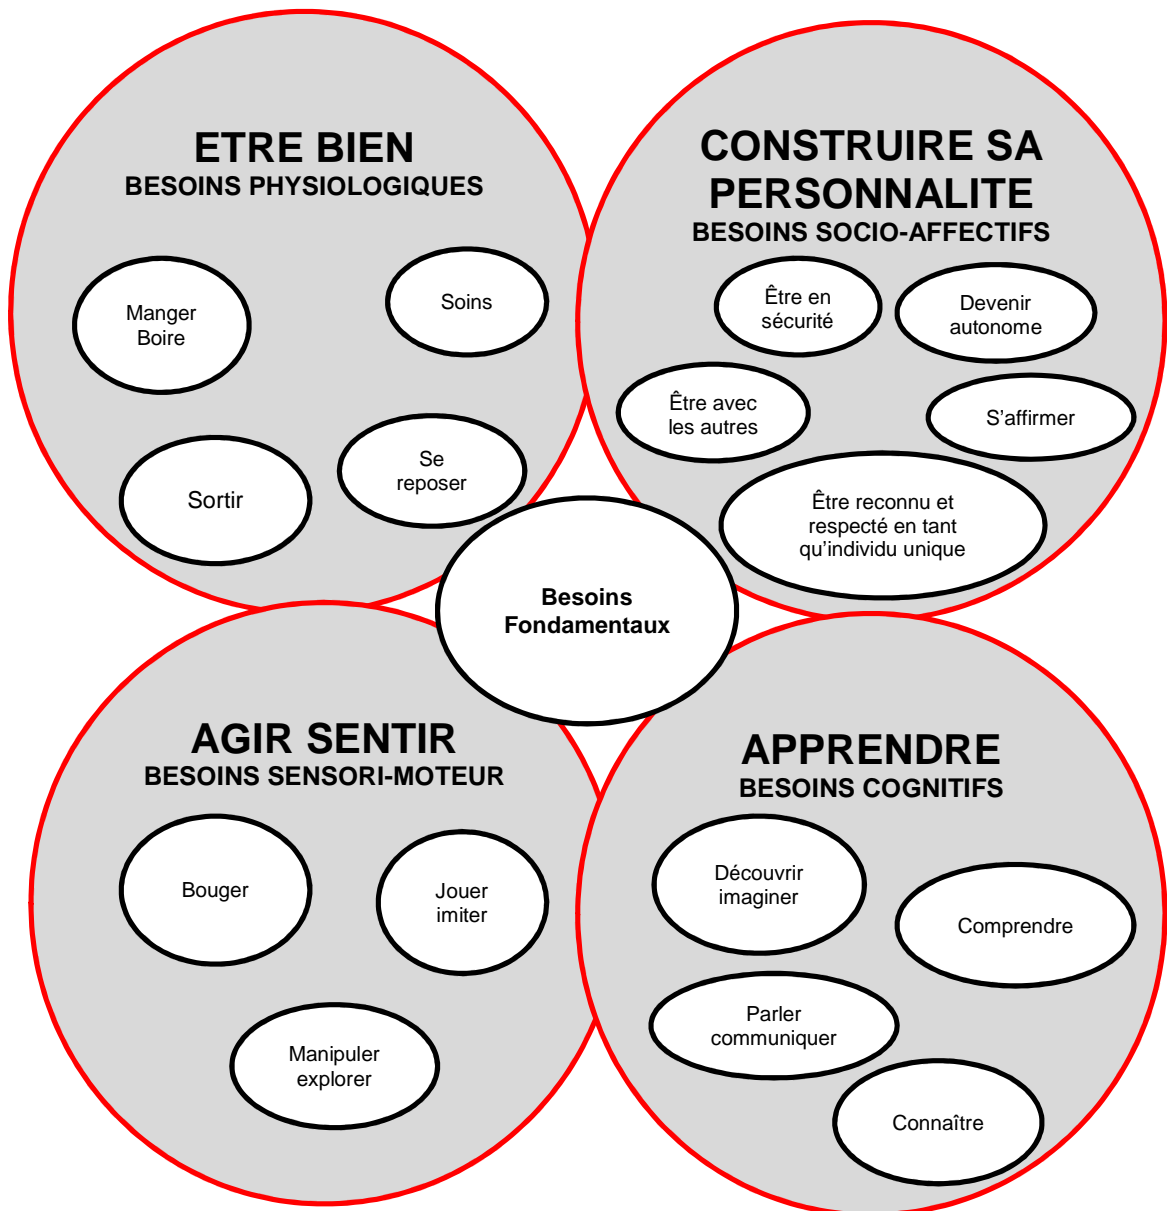 ETRE BIEN
BESOINS PHYSIOLOGIQUES
Manger
Boire
Soins
Sortir
Se
reposer
CONSTRUIRE SA
PERSONNALITE
BESOINS SOCIO-AFFECTIFS
Être en
sécurité
Devenir
autonome
Être avec
les autres
S’affirmer
Être reconnu et
respecté en tant
qu’individu unique
Besoins
Fondamentaux
AGIR SENTIR
BESOINS SENSORI-MOTEUR
Bouger
Jouer
imiter
Manipuler
explorer
APPRENDRE
BESOINS COGNITIFS
Découvrir
imaginer
Comprendre
Parler
communiquer
Connaître